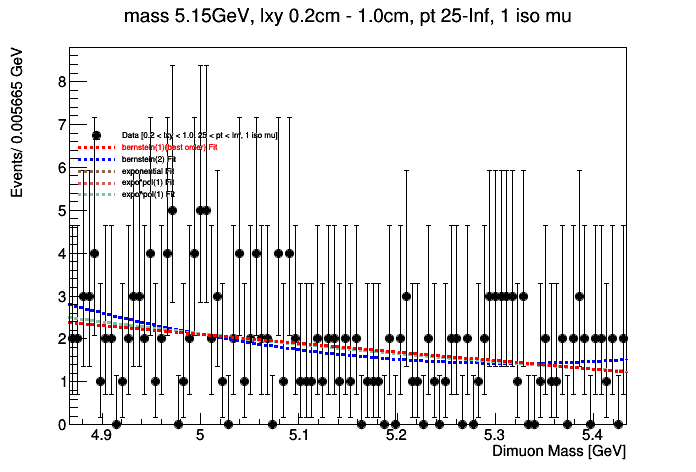 mass 5.15GeV, lxy 0.2cm - 1.0cm, pt 25-Inf, 1 iso mu
Events/ 0.005665 GeV
8
7
6
5
4
3
2
1
0
Data [0.2 < lxy < 1.0, 25 < pt < Inf, 1 iso mu]
bernstein(1)(best order) Fit
bernstein(2) Fit
exponential Fit
expo*pol(1) Fit
expo*pol(1) Fit
4.9 5 5.1 5.2 5.3 5.4
Dimuon Mass [GeV]